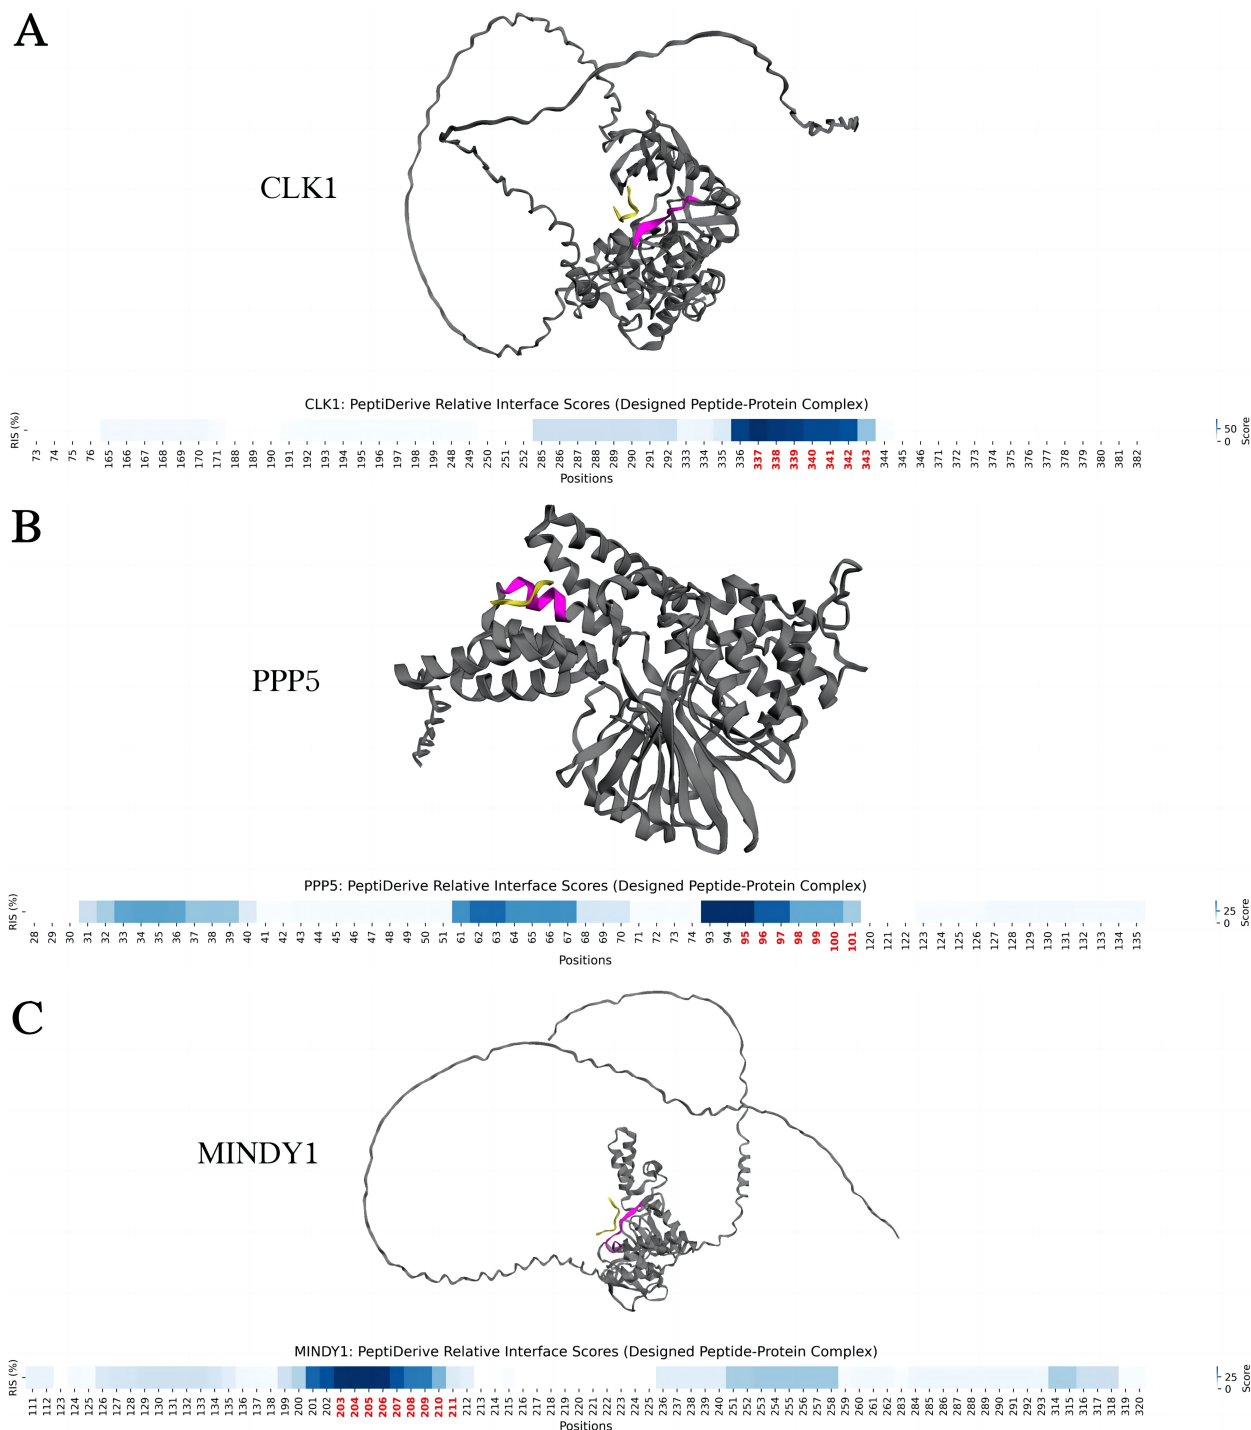 A
CLK1
CLK1: PeptiDerive Relative Interface Scores (Designed Peptide-Protein Complex)
RIS (%)
73 74 75 76 165 166 167 168 169 170 171 188 189 190 191 192 193 194 195 196 197 198 199 248 249 250 251 252 285 286 287 288 289 290 291 292 333 334 335 336 337 338 339 340 341 342 343 344 345 346 371 372 373 374 375 376 377 378 379 380 381 382
50
0
Score
Positions
B
PPP5
PPP5: PeptiDerive Relative Interface Scores (Designed Peptide-Protein Complex)
RIS (%)
28 29 30 31 32 33 34 35 36 37 38 39 40 41 42 43 44 45 46 47 48 49 50 51 61 62 63 64 65 66 67 68 69 70 71 72 73 74 93 94 95 96 97 98 99 100 101 120 121 122 123 124 125 126 127 128 129 130 131 132 133 134 135
25
0
Score
Positions
C
MINDY1
MINDY1: PeptiDerive Relative Interface Scores (Designed Peptide-Protein Complex)
RIS (%)
111 112 123 124 125 126 127 128 129 130 131 132 133 134 135 136 137 138 199 200 201 202 203 204 205 206 207 208 209 210 211 212 213 214 215 216 217 218 219 220 221 222 223 224 225 236 237 238 239 240 251 252 253 254 255 256 257 258 259 260 261 262 283 284 285 286 287 288 289 290 291 292 293 314 315 316 317 318 319 320
25
0
Score
Positions